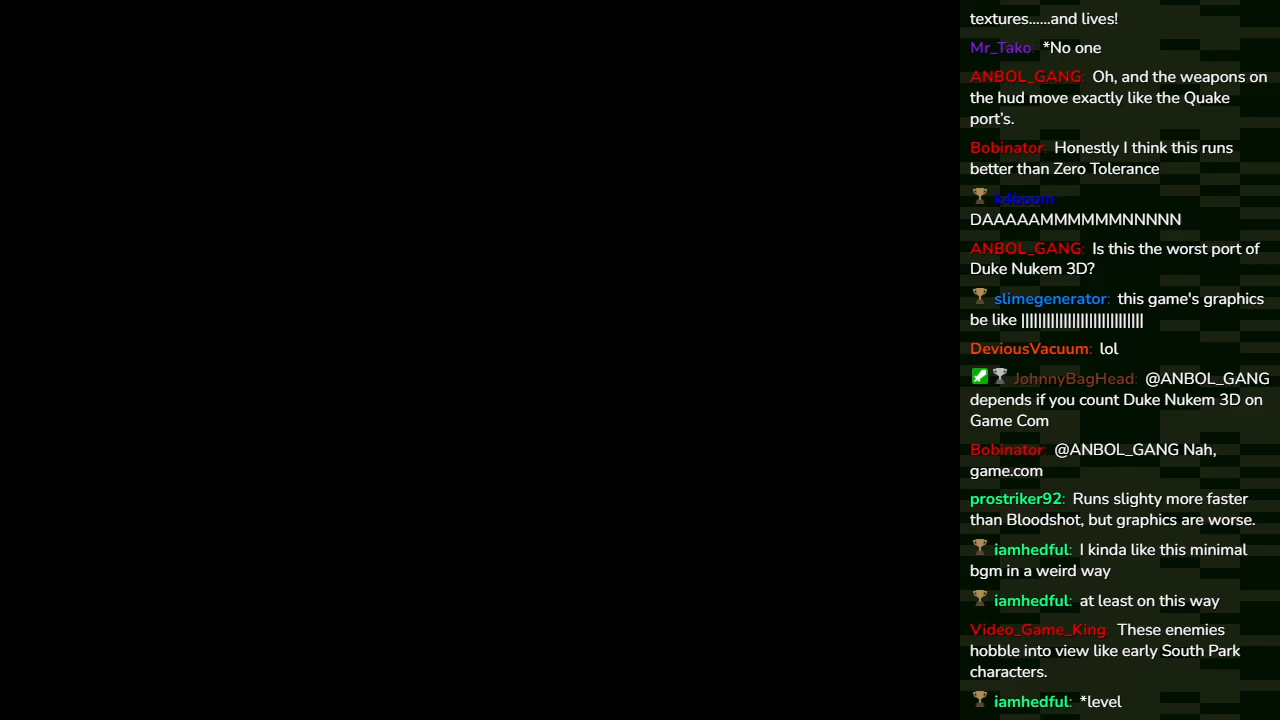 textures......and lives!
Mr_Tako: *No one
ANBOL_GANG: Oh, and the weapons on
the hud move exactly like the Quake
port's.
Bobinator: Honestly I think this runs
better than Zero Tolerance
k4boom
DAAAAAMMMMMMNNNNN
ANBOL_GANG: Is this the worst port of
Duke Nukem 3D?
slimegenerator: this game's graphics
be like ||||||||||||||||||||||||||||||
DeviousVacuum: lol
JohnnyBagHead: @ANBOL_GANG
depends if you count Duke Nukem 3D on
Game Com
Bobinator: @ANBOL_GANG Nah,
game.com
prostriker92: Runs slighty more faster
than Bloodshot, but graphics are worse.
iamhedful: I kinda like this minimal
bgm in a weird way
iamhedful: at least on this way
Video_Game_King: These enemies
hobble into view like early South Park
characters.
iamhedful: *level